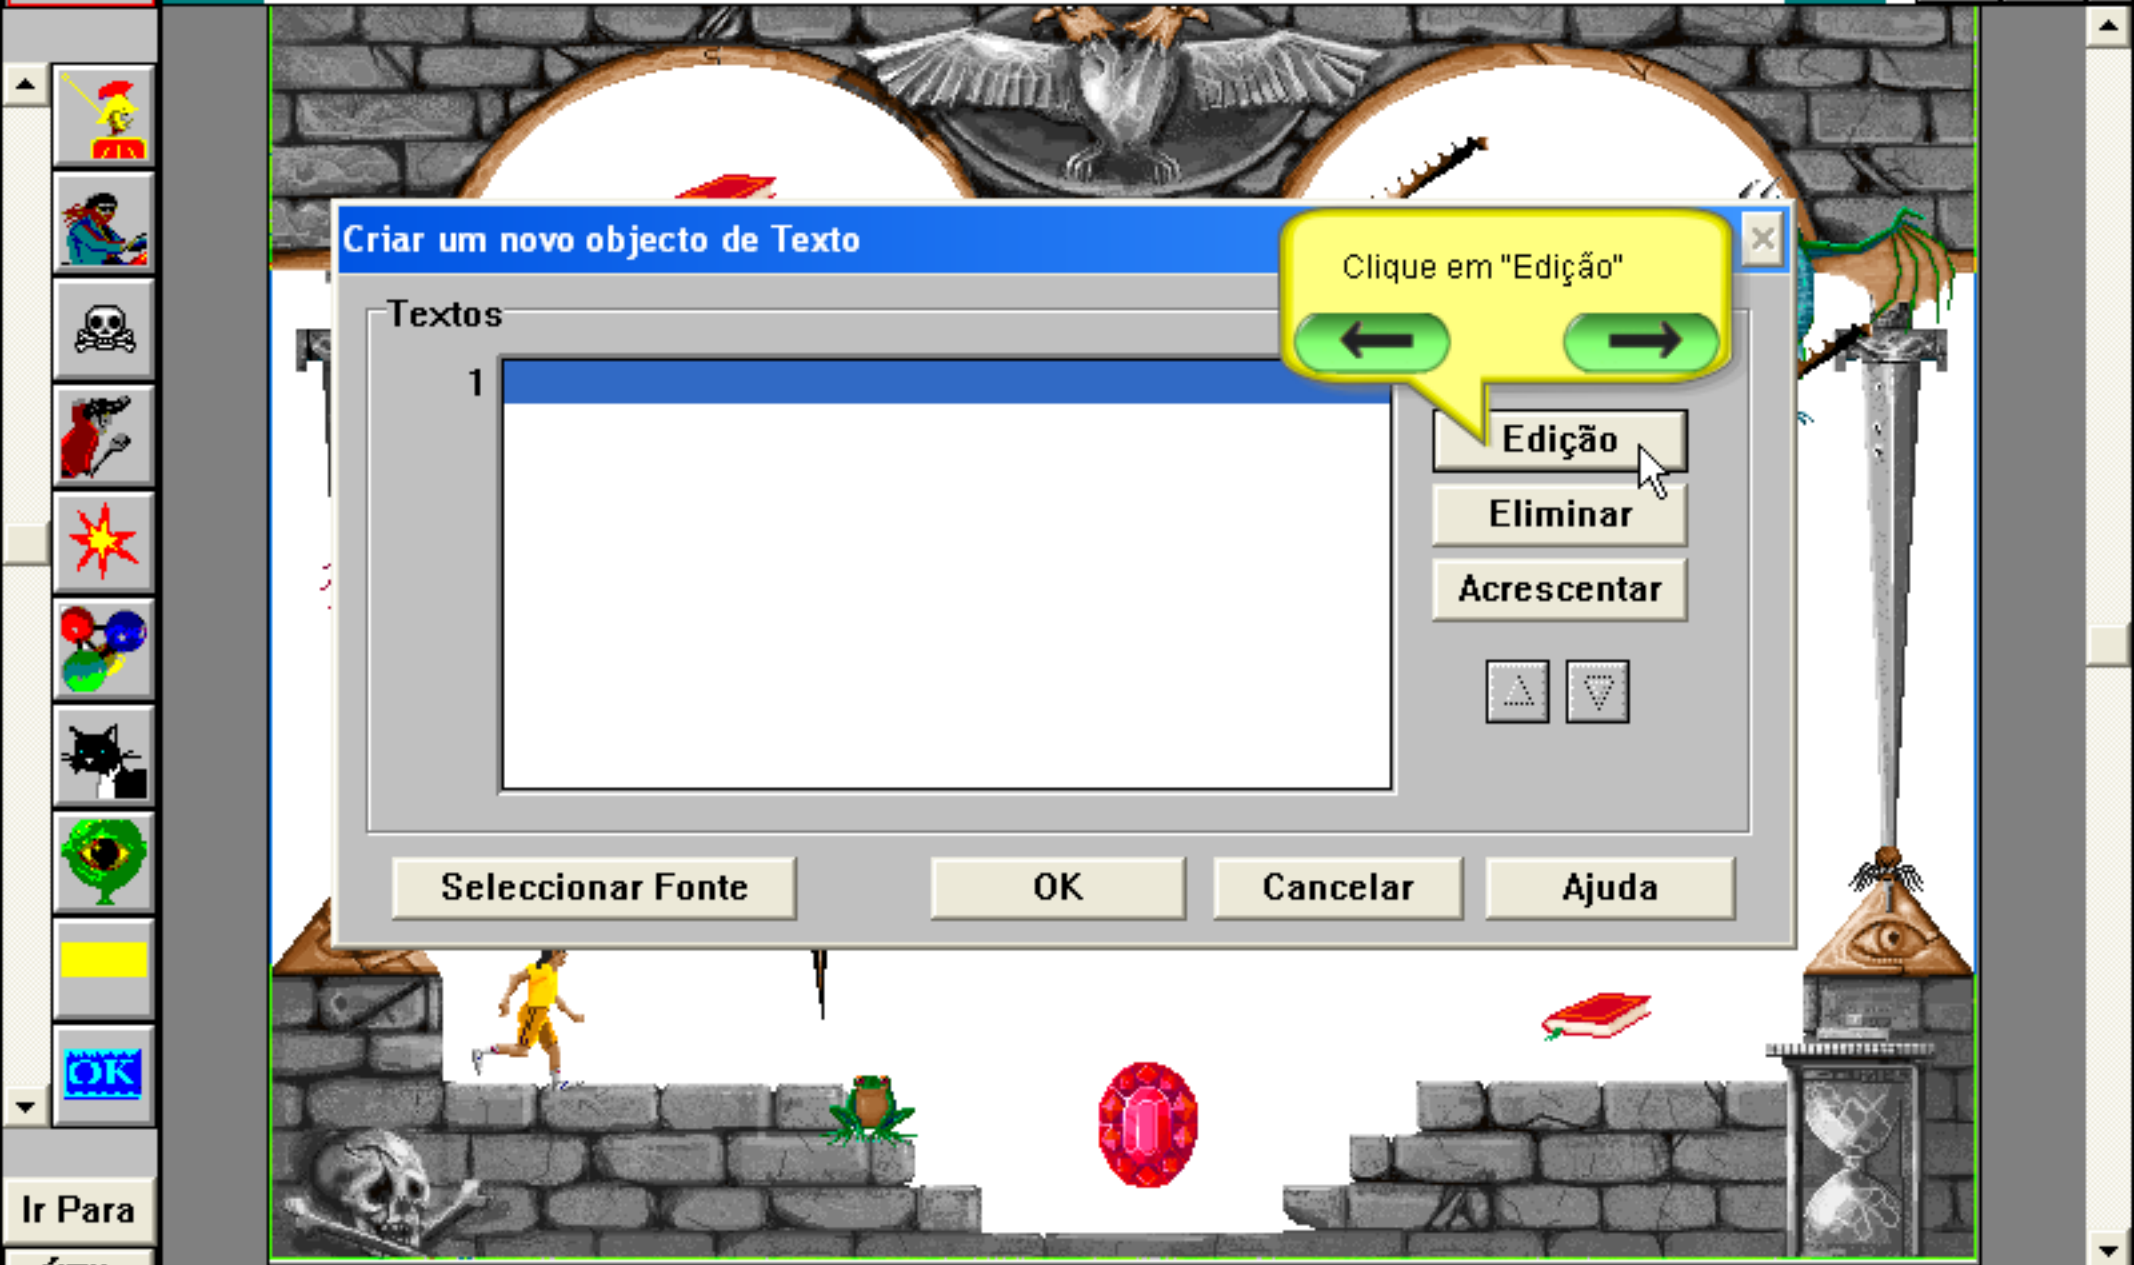 Criar um novo objecto de Texto
Clique em "Edição"
Textos
1
Edição
Eliminar
Acrescentar
Seleccionar Fonte
OK
Cancelar
Ajuda
OK
Ir Para